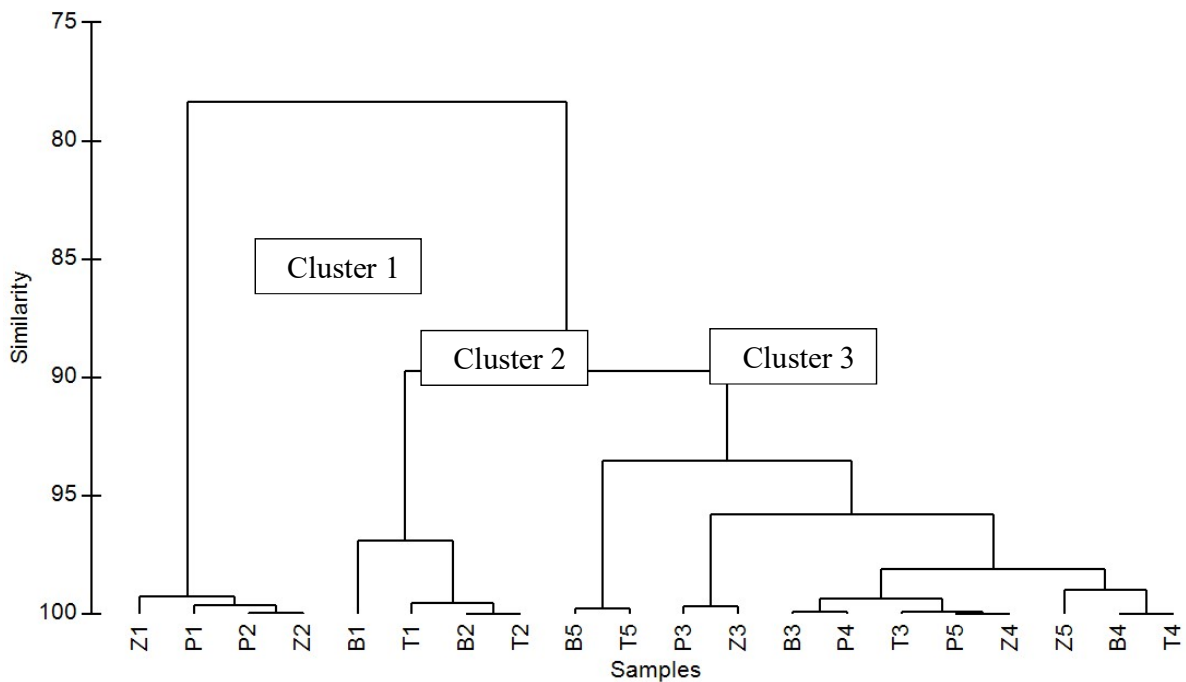 75
80
Cluster 1
85
Cluster 2
Cluster 3
90
95
100
Similarity
Z1 P1 P2 Z2 B1 T1 B2 T2 B5 T5 P3 Z3 B3 P4 T3 P5 Z4 Z5 B4 T4
Samples